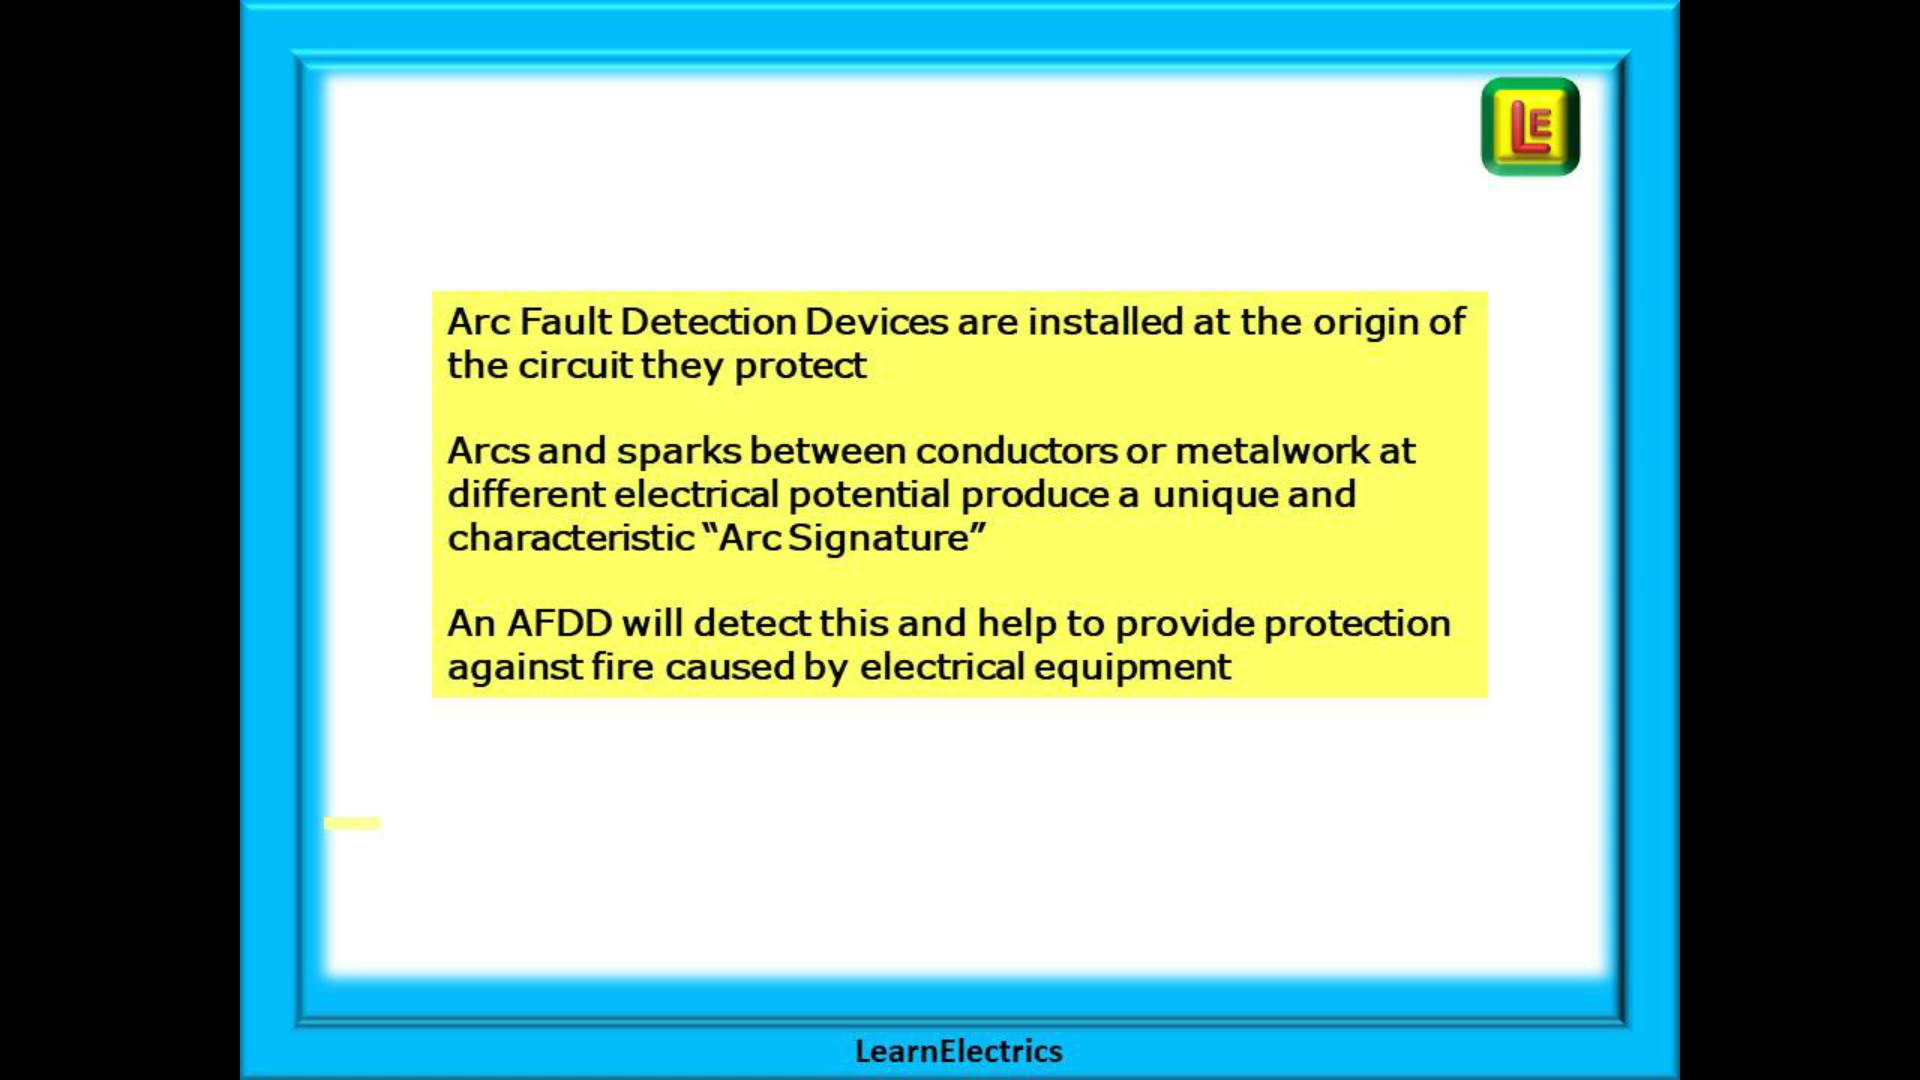 LE
Arc Fault Detection Devices are installed at the origin of
the circuit they protect
Arcs and sparks between conductors or metalwork at
different electrical potential produce a unique and
characteristic “Arc Signature”
An AFDD will detect this and help to provide protection
against fire caused by electrical equipment
LearnElectrics